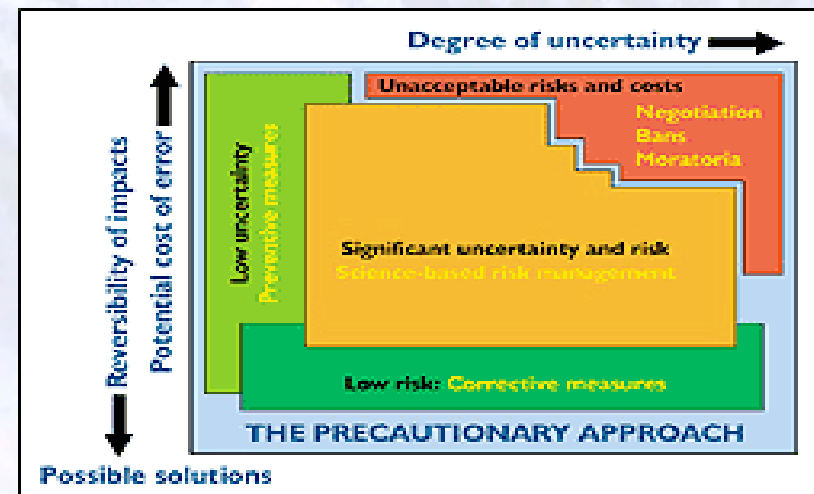 Degree of uncertainty
Unacceptable risks and costs
Negotiation
Bans
Moratoria
Reversibility of impacts
Potential cost of error
Low uncertainty
Preventive measures
Significant uncertainty and risk
Science-based risk management
Low risk: Corrective measures
THE PRECAUTIONARY APPROACH
Possible solutions